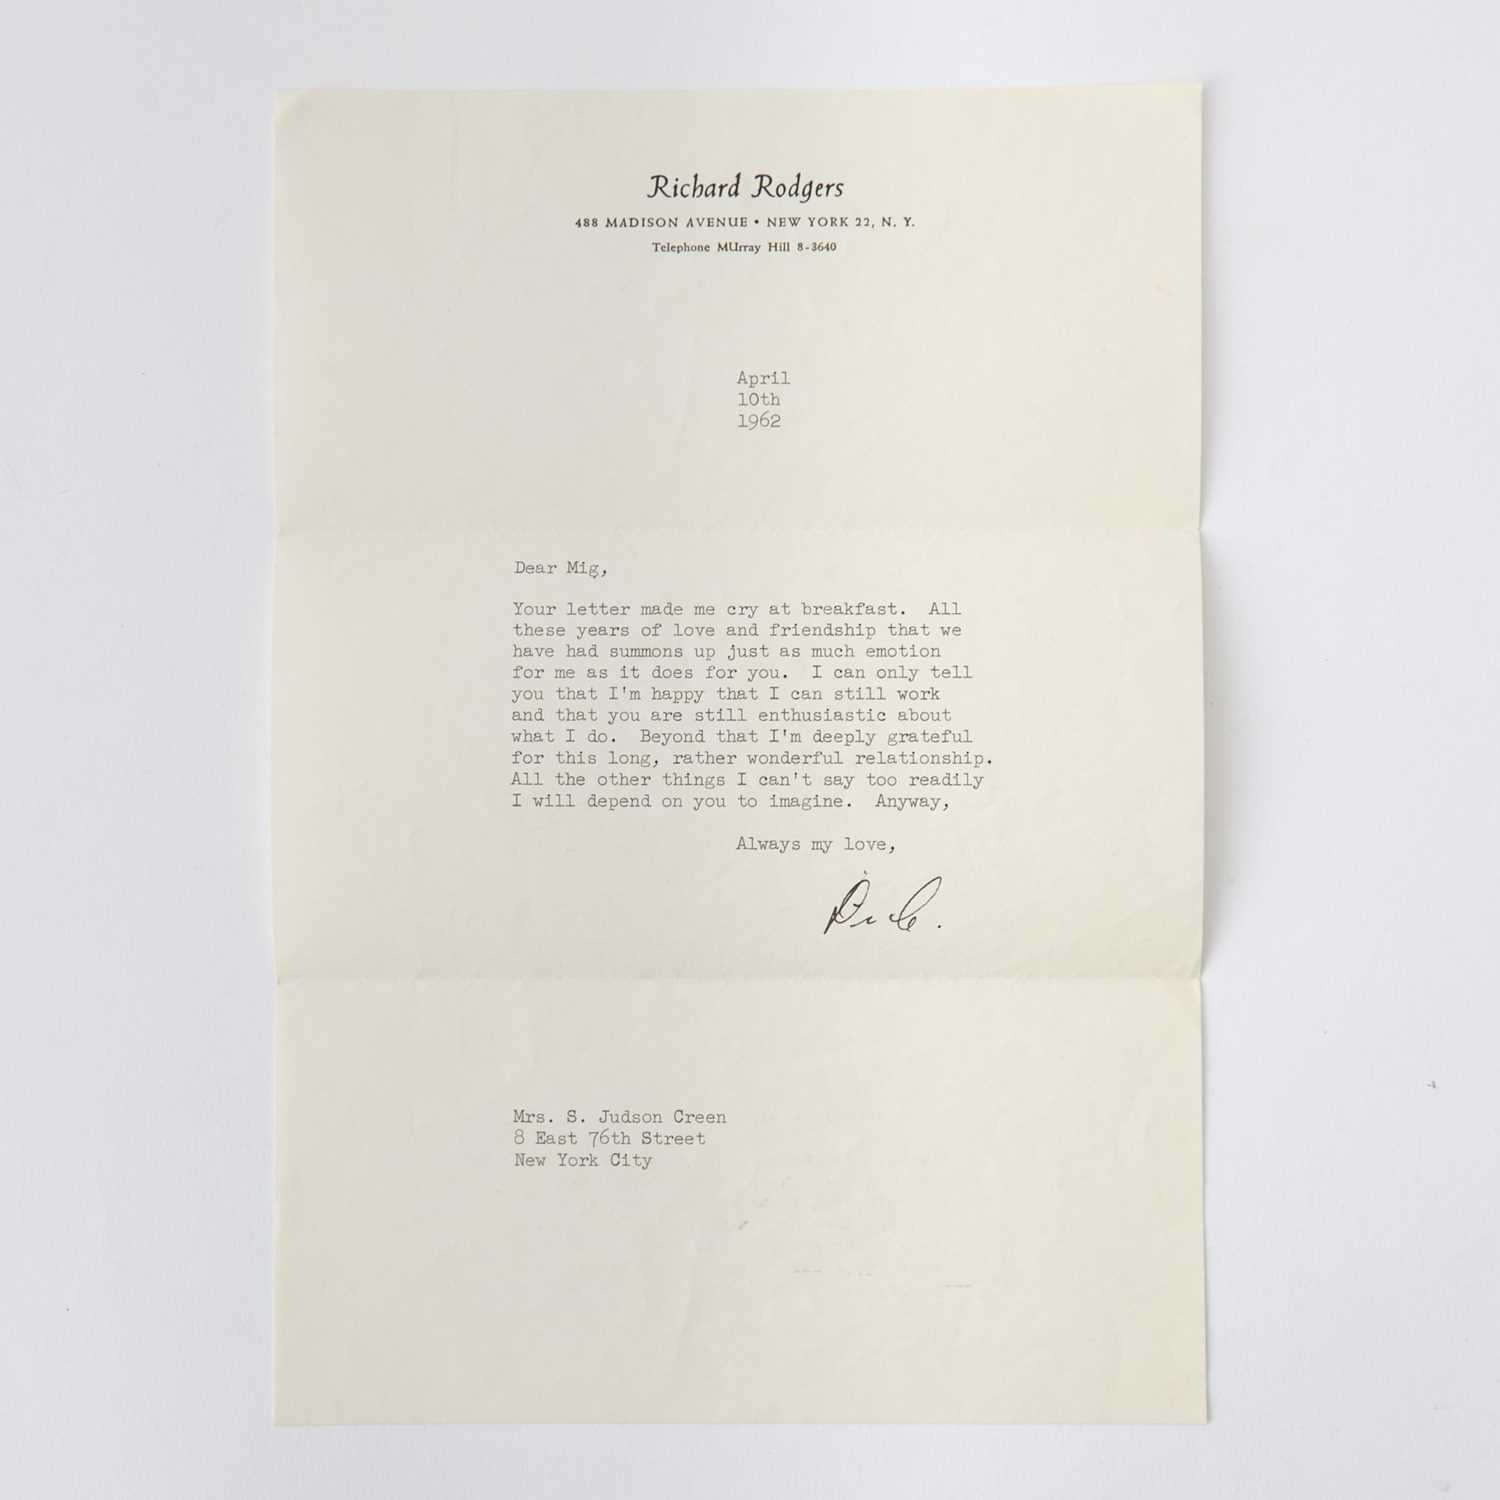 Richard Rodgers
488 MADISON AVENUE • NEW YORK 22, N. Y.
Telephone MUrray Hill 8-3640
April
10th
1962
Dear Mig,
Your letter made me cry at breakfast. All
these years of love and friendship that we
have had summons up just as much emotion
for me as it does for you. I can only tell
you that I'm happy that I can still work
and that you are still enthusiastic about
what I do. Beyond that I'm deeply grateful
for this long, rather wonderful relationship.
All the other things I can't say too readily
I will depend on you to imagine. Anyway,
Always my love,
Dick.
Mrs. S. Judson Creen
8 East 76th Street
New York City